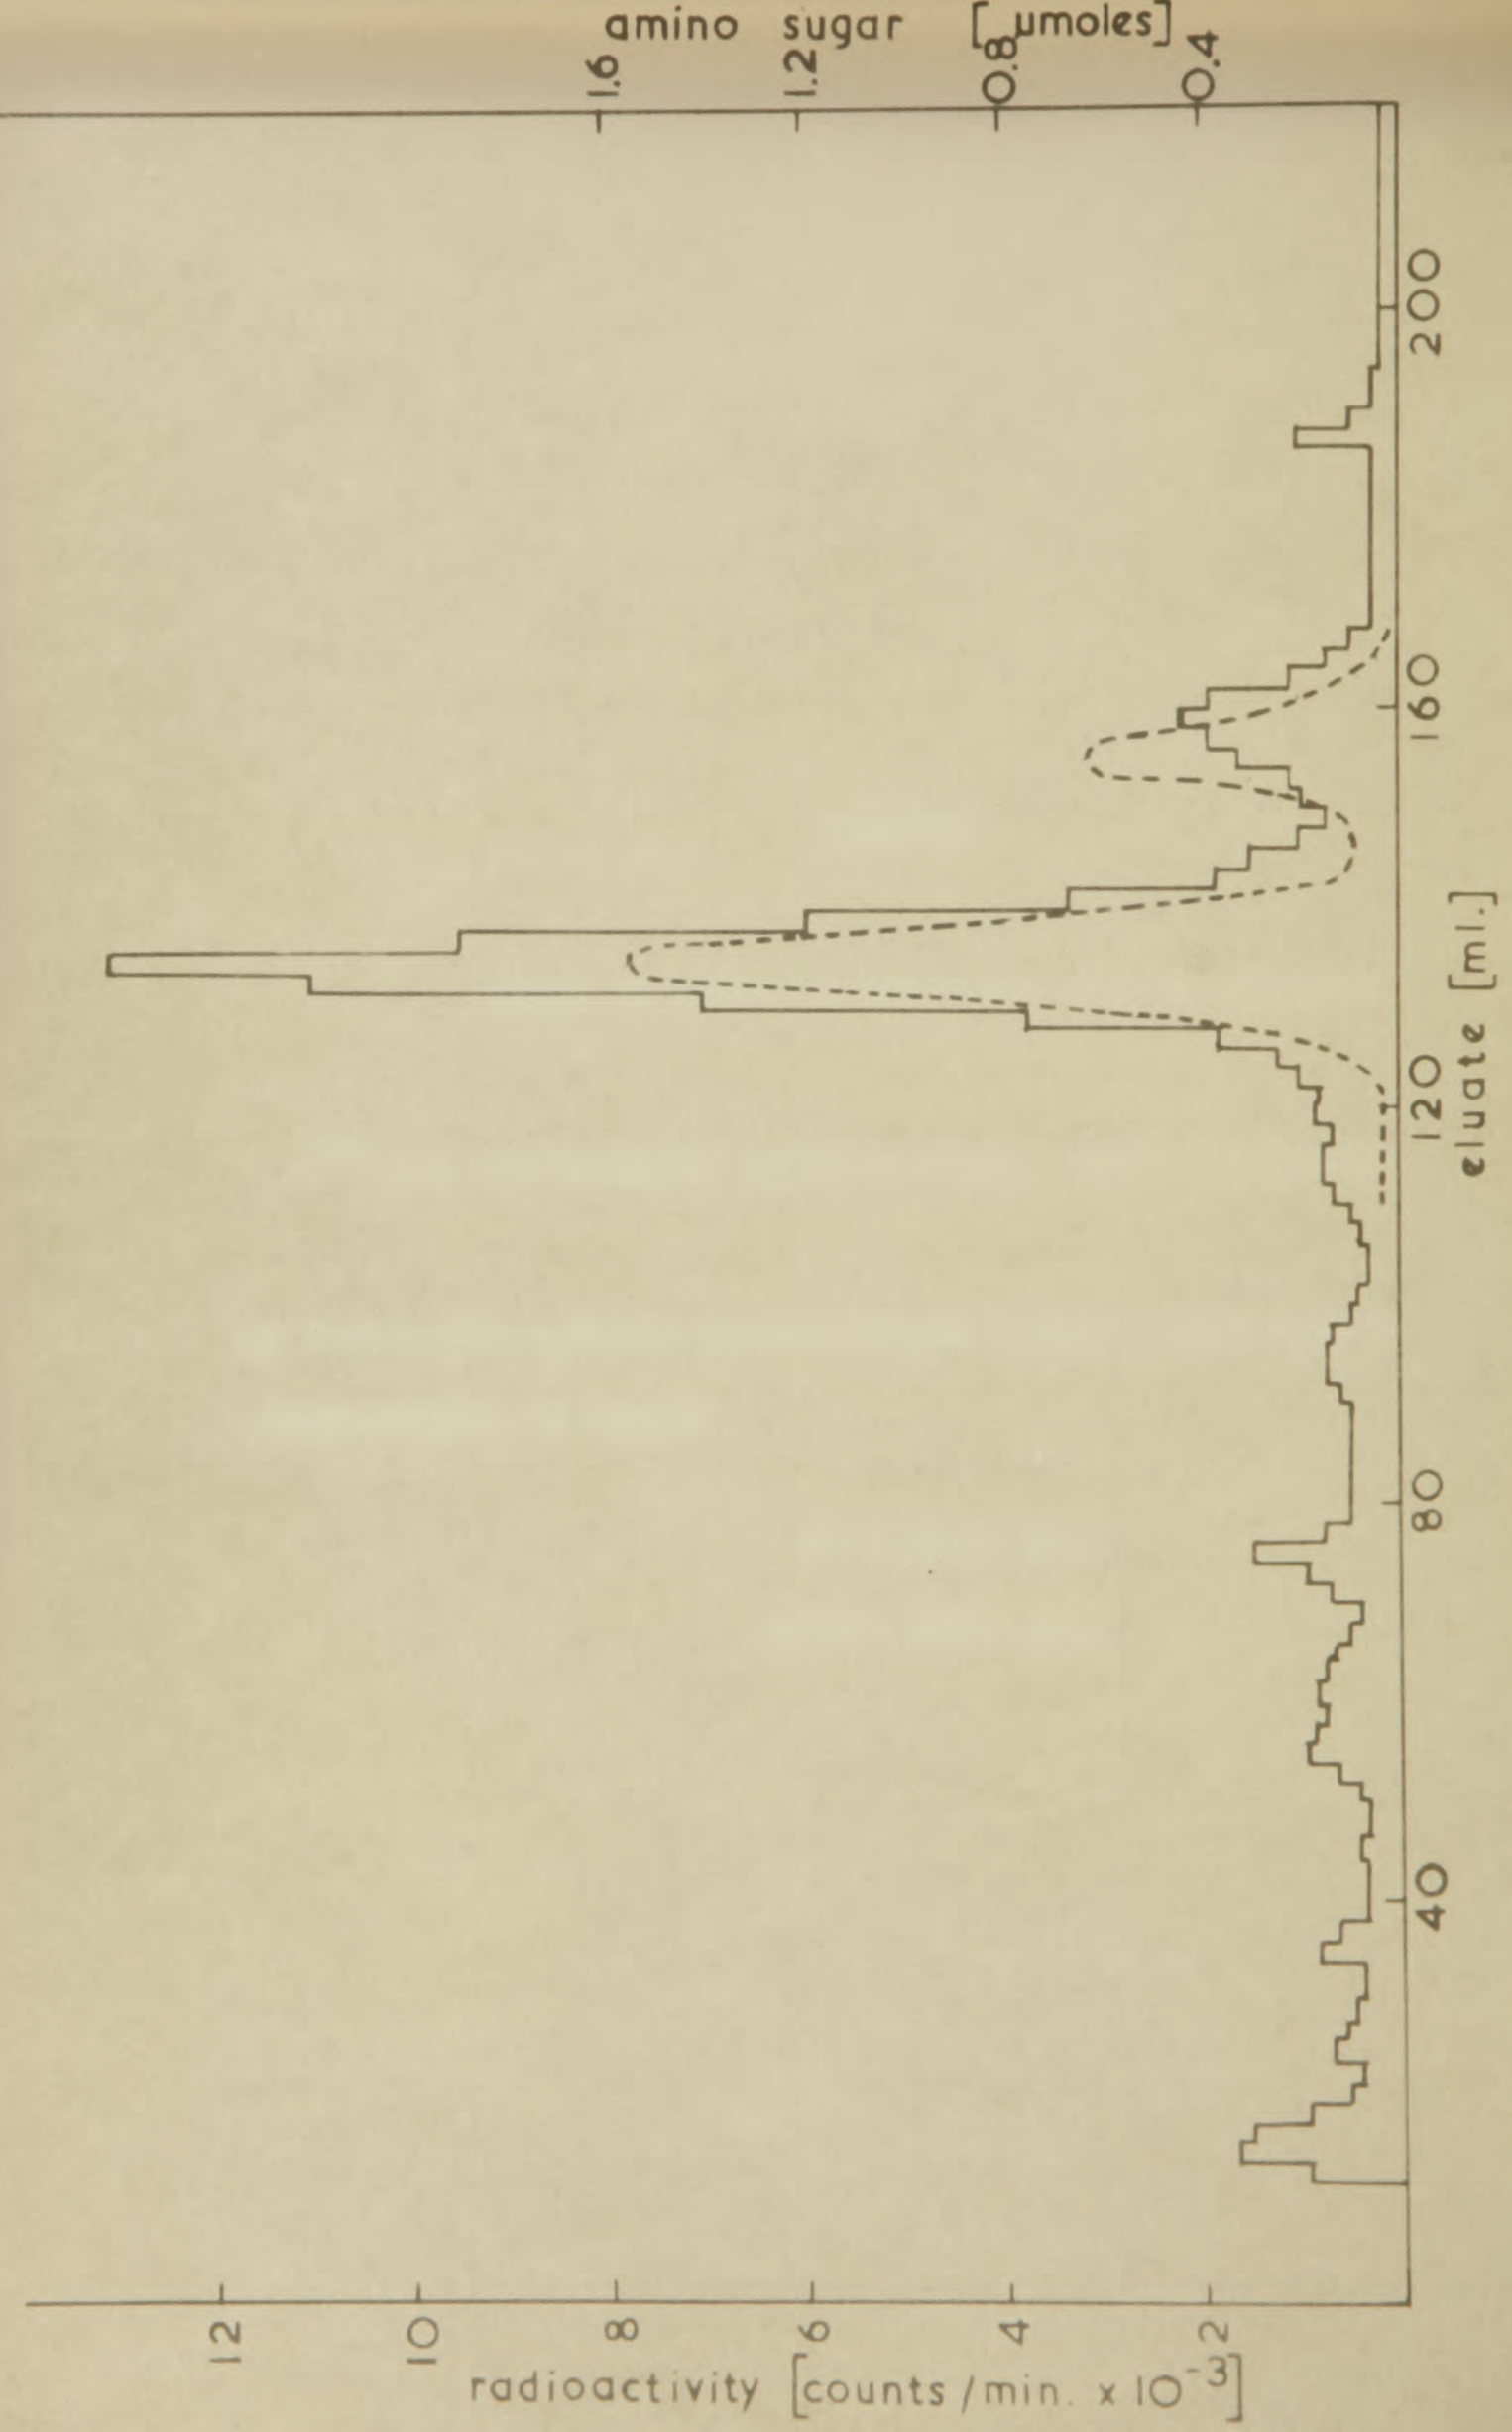 amino sugar [µmoles]
1.6 1.2 0.8 0.4
200
160
120
80
40
eluate [ml.]
12 10 8 6 4 2
radioactivity [counts/min. x 10⁻³]